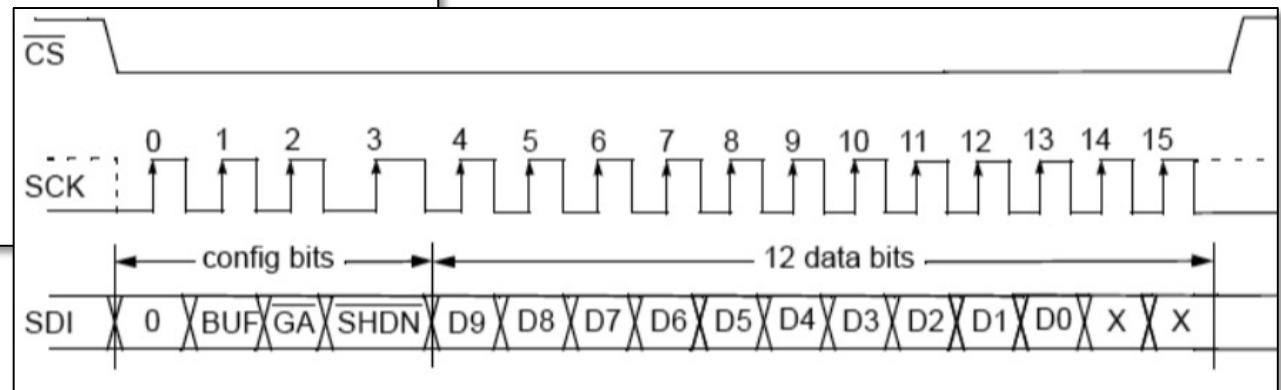 CS
0 1 2 3 4 5 6 7 8 9 10 11 12 13 14 15
SCK
config bits 12 data bits
SDI 0 BUF GA SHDN D9 D8 D7 D6 D5 D4 D3 D2 D1 D0 X X